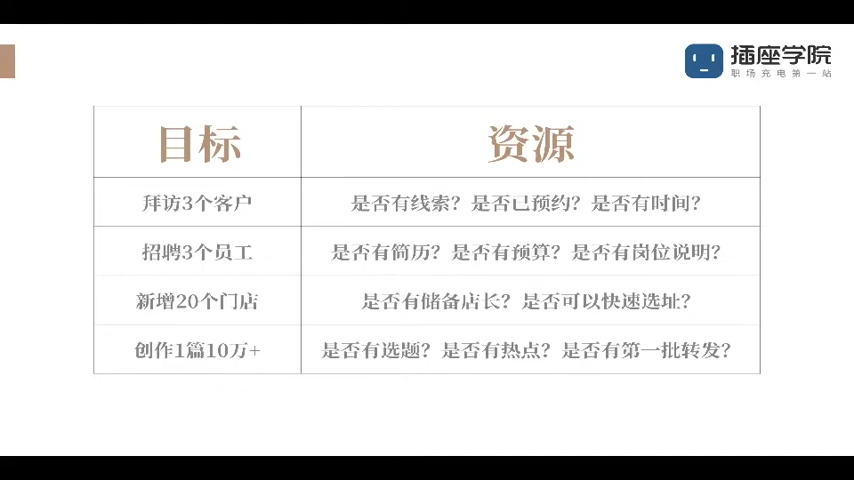 插座学院
职场充电第一站
目标 资源
拜访3个客户 是否有线索？是否已预约？是否有时间？
招聘3个员工 是否有简历？是否有预算？是否有岗位说明？
新增20个门店 是否有储备店长？是否可以快速选址？
创作1篇10万+ 是否有选题？是否有热点？是否有第一批转发？